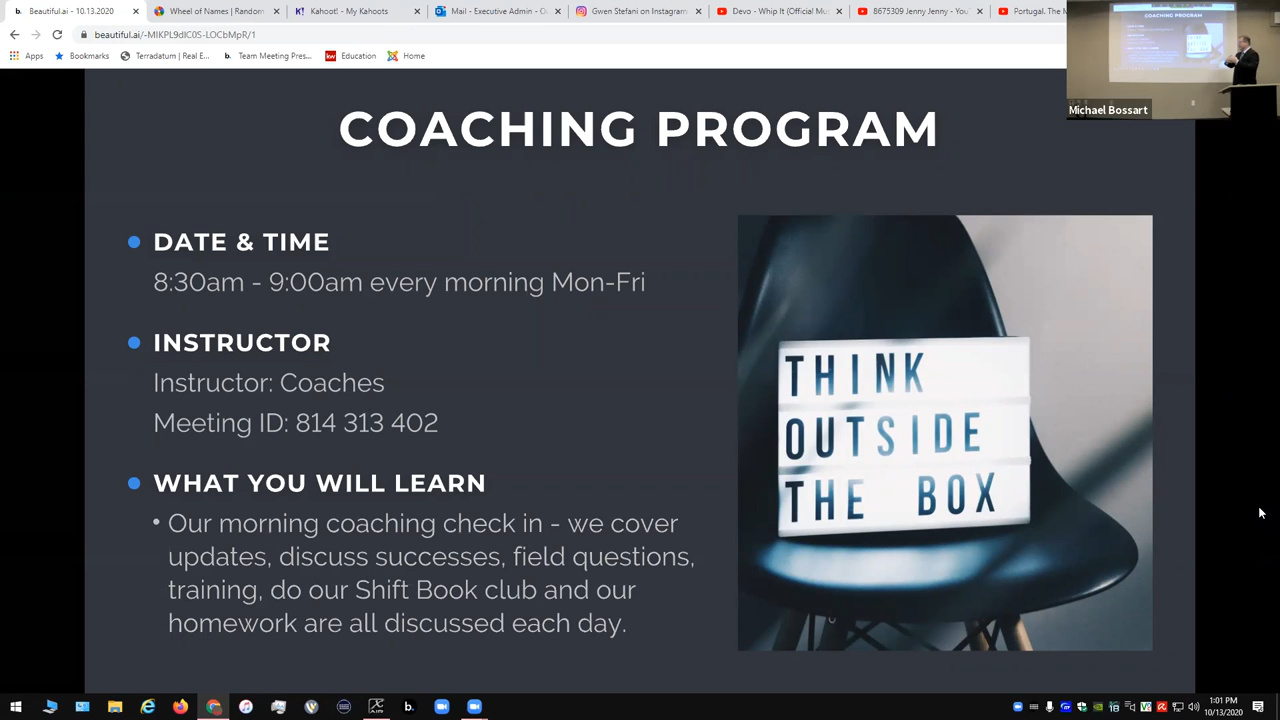 Beautiful.ai - 10.13.2020
Wheel of Names | Random
Kahoot! - My Kahoots
Mail - Executive Admin - C
Gwen Stefani on Instagram
Devo - Whip It (Official Mu
8675309 Jenny Jenny - You
Portugal. The M
beautiful.ai/-MIKPL9dIC0S-LOCbMpR/1
Apps
Bookmarks
Terradatum | Real E...
Team Meeting Pres...
kw
Education
Home
COACHING PROGRAM
Michael Bossart
COACHING PROGRAM
DATE & TIME
8:30am - 9:00am every morning Mon-Fri
INSTRUCTOR
Instructor: Coaches
Meeting ID: 814 313 402
WHAT YOU WILL LEARN
• Our morning coaching check in - we cover
updates, discuss successes, field questions,
training, do our Shift Book club and our
homework are all discussed each day.
THINK
OUTSIDE
THE BOX
1:01 PM
10/13/2020